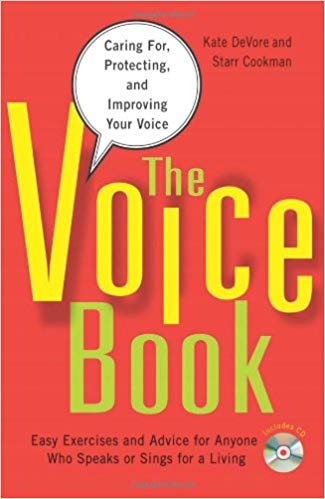 Caring For,
Protecting,
and
Improving
Your Voice
Kate DeVore and
Starr Cookman
The
Voice
Book
Includes CD
Easy Exercises and Advice for Anyone
Who Speaks or Sings for a Living